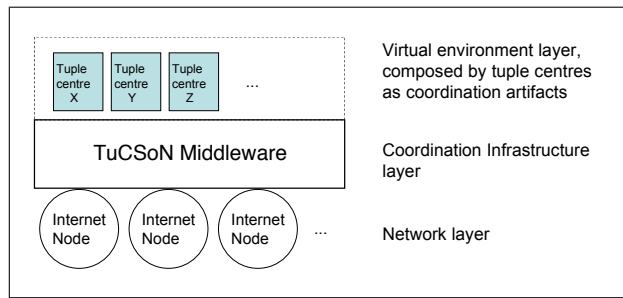 Tuple
centre
X
Tuple
centre
Y
Tuple
centre
Z
...
Virtual environment layer,
composed by tuple centres
as coordination artifacts
TuCSoN Middleware
Coordination Infrastructure
layer
Internet
Node
Internet
Node
Internet
Node
...
Network layer